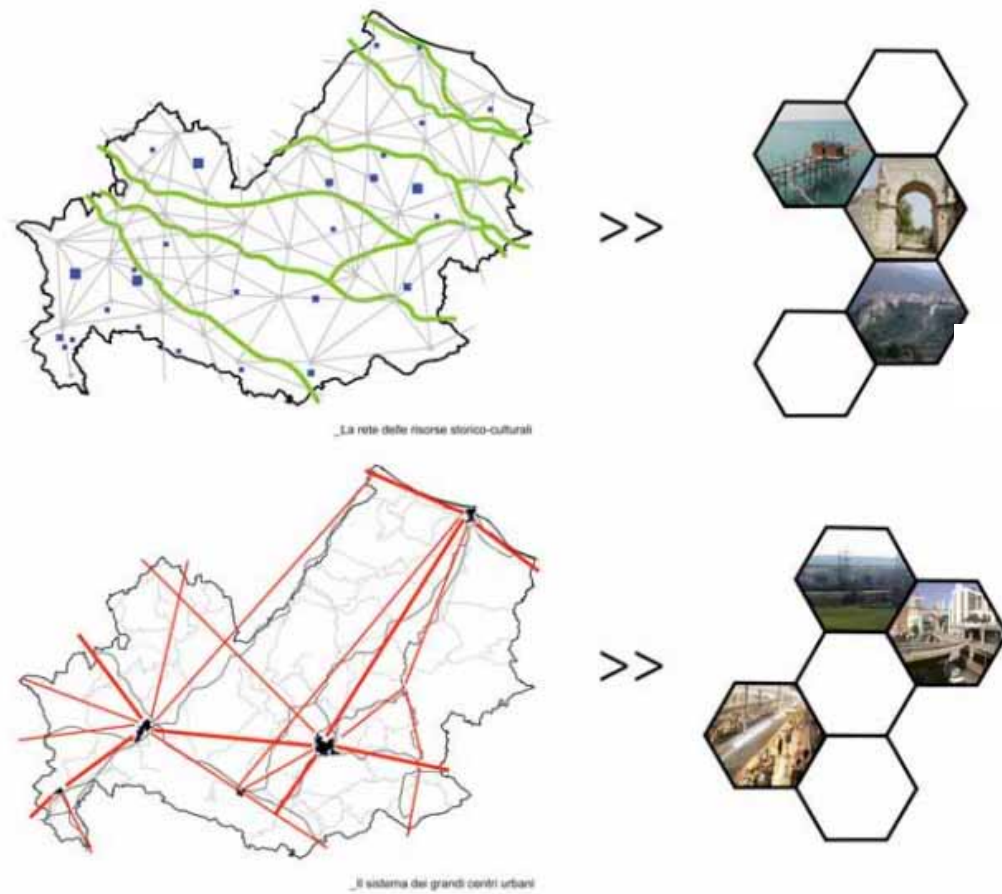 >>
_La rete delle risorse storico-culturali
>>
_Il sistema dei grandi centri urbani